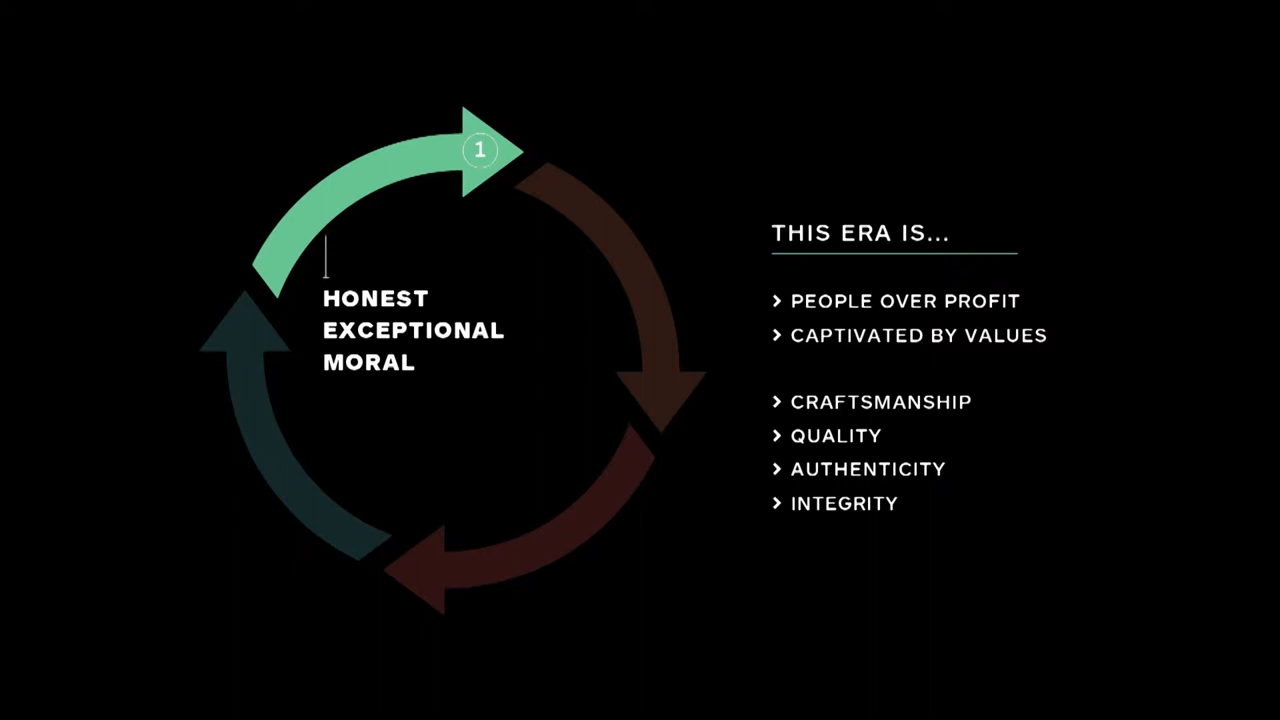 1
HONEST
EXCEPTIONAL
MORAL
THIS ERA IS...
PEOPLE OVER PROFIT
CAPTIVATED BY VALUES
CRAFTSMANSHIP
QUALITY
AUTHENTICITY
INTEGRITY